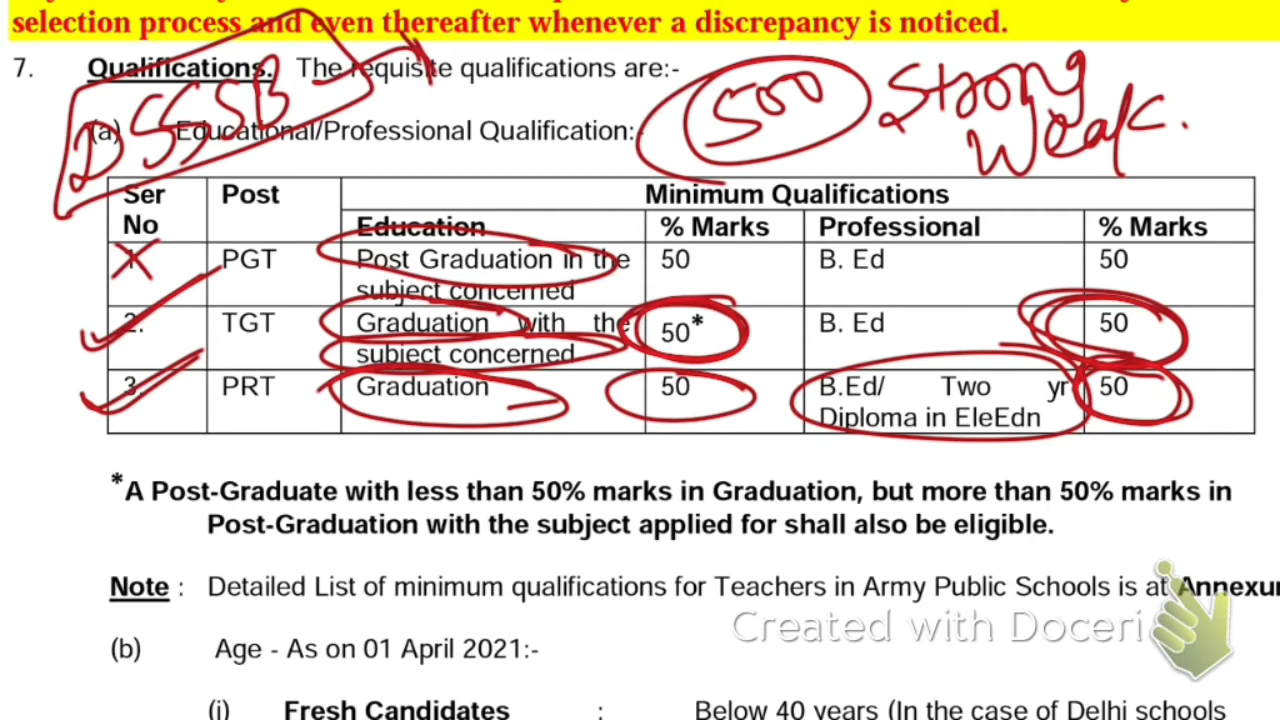 selection process and even thereafter whenever a discrepancy is noticed.
7. Qualifications. The requisite qualifications are:-
DSSSB
500 Strong
Weak.
(a) Educational/Professional Qualification:-
Ser No Post Minimum Qualifications
Education % Marks Professional % Marks
1 PGT Post Graduation in the subject concerned 50 B. Ed 50
2. TGT Graduation with the subject concerned 50* B. Ed 50
3. PRT Graduation 50 B.Ed/ Two yr Diploma in EleEdn 50
*A Post-Graduate with less than 50% marks in Graduation, but more than 50% marks in
Post-Graduation with the subject applied for shall also be eligible.
Note : Detailed List of minimum qualifications for Teachers in Army Public Schools is at Annexur
Created with Doceri
(b) Age - As on 01 April 2021:-
(i) Fresh Candidates : Below 40 years (In the case of Delhi schools